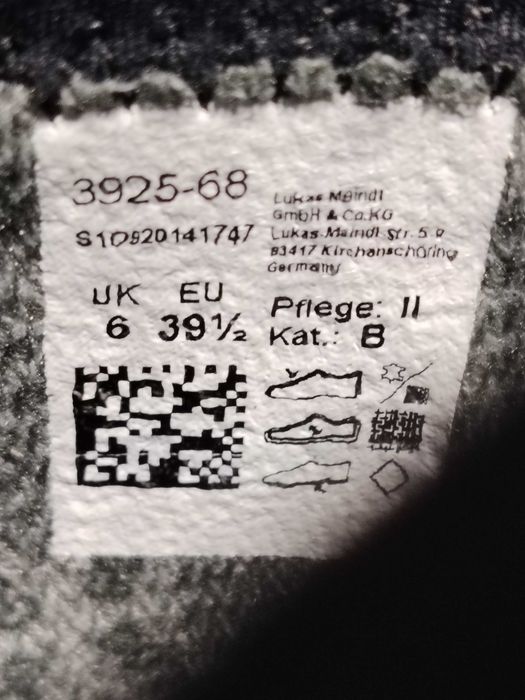 3925-68
S1D920141747
UK EU
6 39½
Lukas Meindl
GmbH & Co.KG
Lukas-Meindl-Str. 5-9
83417 Kirchanschöring
Germany
Pflege: II
Kat.: B